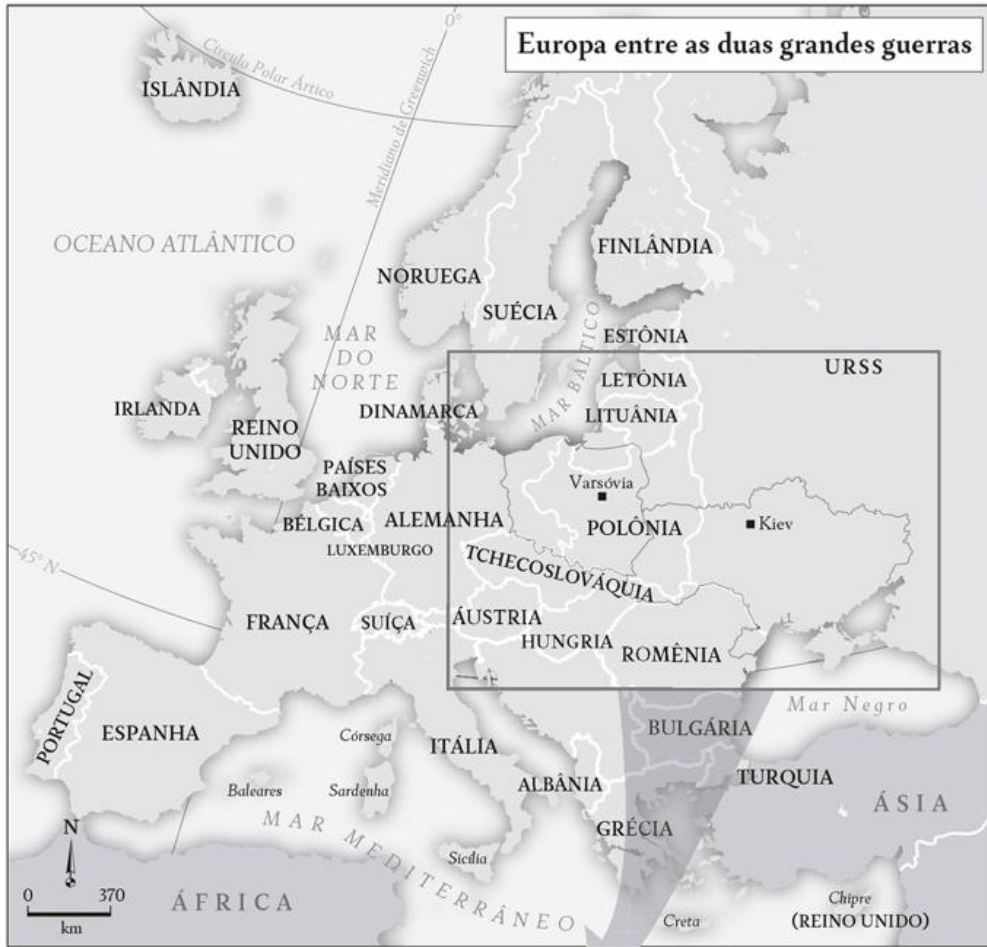 Europa entre as duas grandes guerras
0°
Círculo Polar Ártico
ISLÂNDIA
Meridiano de Greenwich
OCEANO ATLÂNTICO
NORUEGA
FINLÂNDIA
SUÉCIA
MAR
DO
NORTE
ESTÔNIA
MAR BÁLTICO
URSS
LETÔNIA
IRLANDA
DINAMARCA
LITUÂNIA
REINO
UNIDO
PAÍSES
BAIXOS
Varsóvia
BÉLGICA
ALEMANHA
POLÔNIA
Kiev
LUXEMBURGO
TCHECOSLOVÁQUIA
45° N
FRANÇA
SUÍÇA
ÁUSTRIA
HUNGRIA
ROMÊNIA
PORTUGAL
ESPANHA
Córsega
ITÁLIA
BULGÁRIA
Mar Negro
Baleares
Sardenha
ALBÂNIA
TURQUIA
ÁSIA
N
MAR MEDITERRÂNEO
GRÉCIA
Sicília
0
370
km
ÁFRICA
Creta
Chipre
(REINO UNIDO)